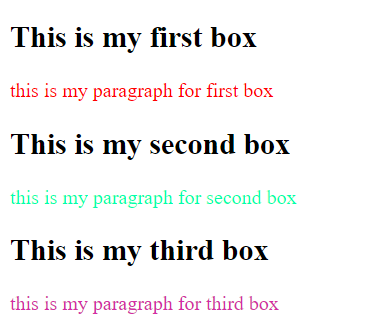 This is my first box
this is my paragraph for first box
This is my second box
this is my paragraph for second box
This is my third box
this is my paragraph for third box